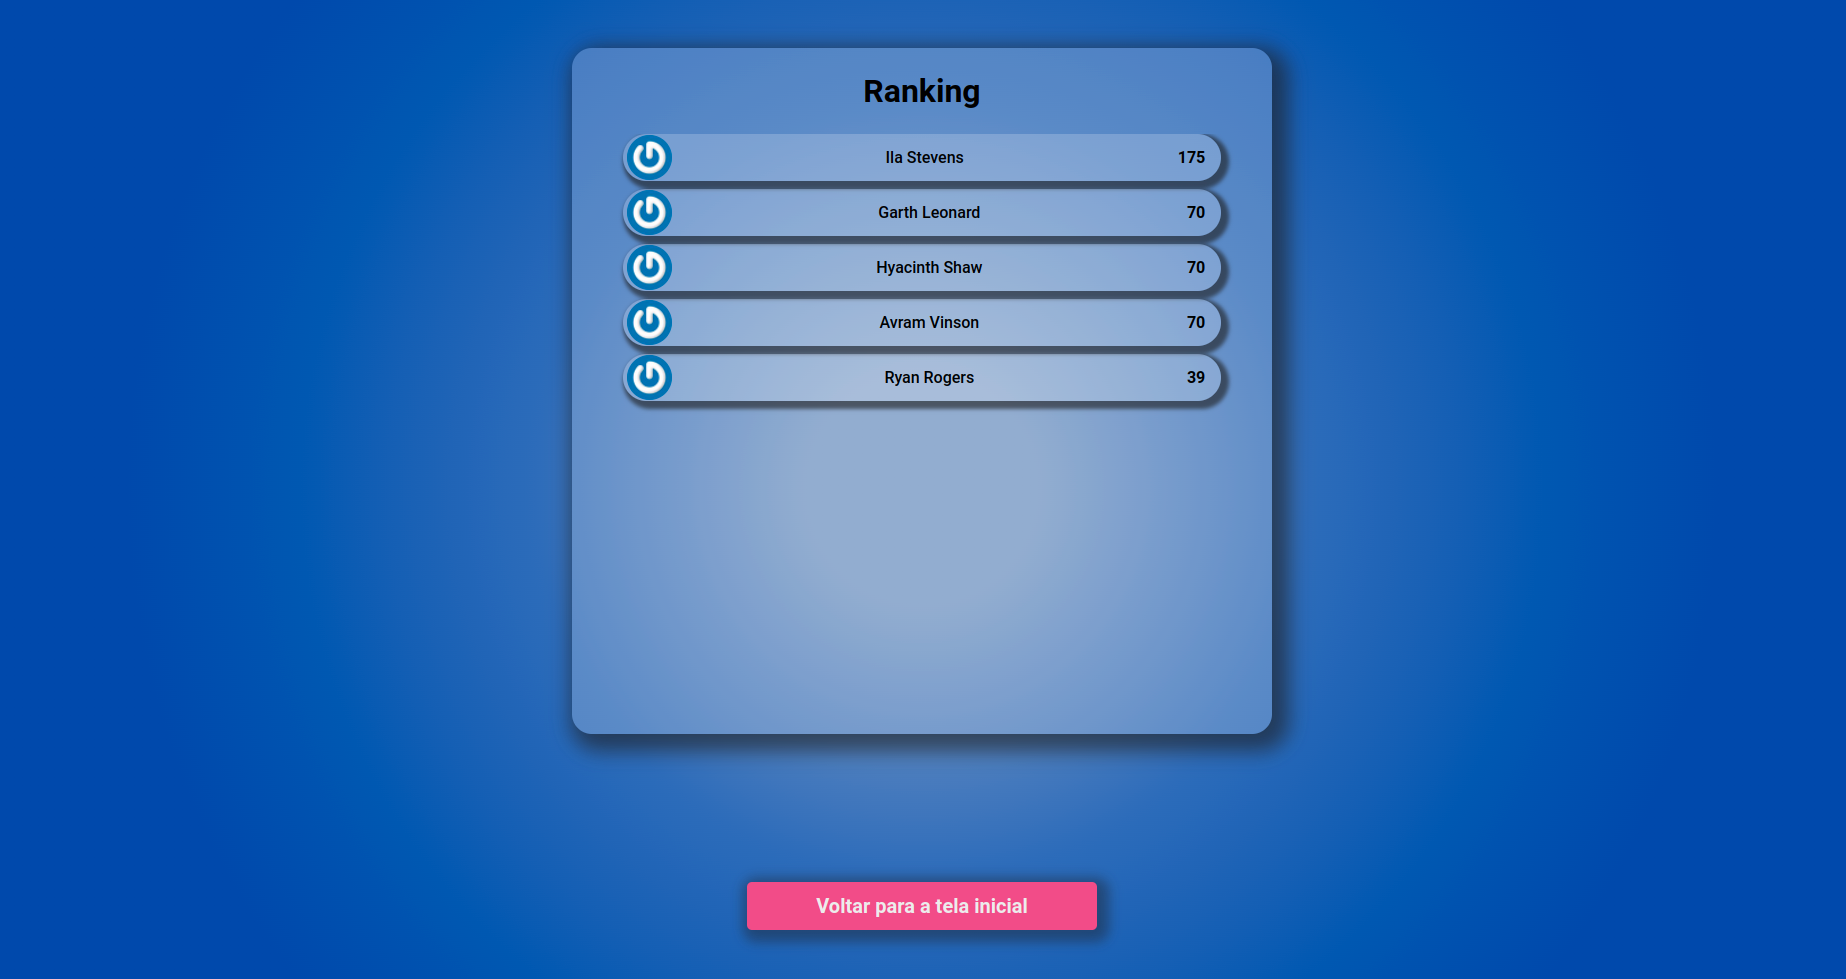 Ranking
Ila Stevens 175
Garth Leonard 70
Hyacinth Shaw 70
Avram Vinson 70
Ryan Rogers 39
Voltar para a tela inicial